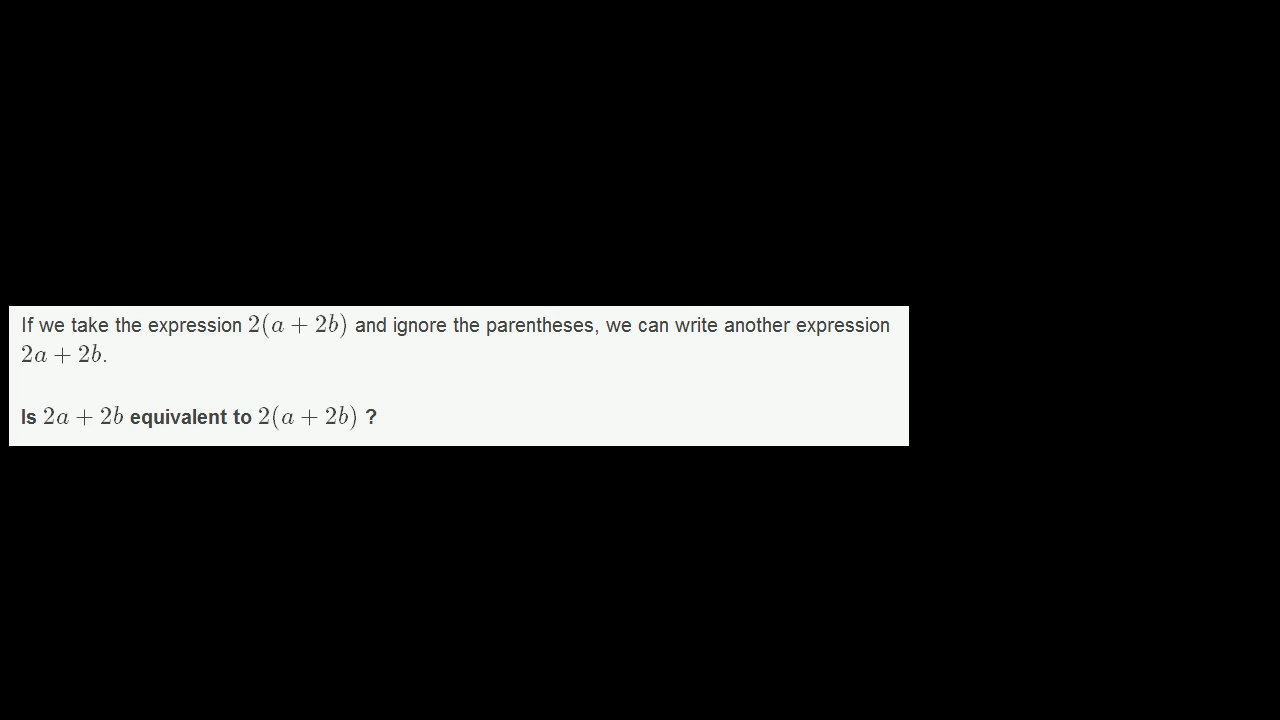 If we take the expression 2(a + 2b) and ignore the parentheses, we can write another expression
2a + 2b.
Is 2a + 2b equivalent to 2(a + 2b) ?